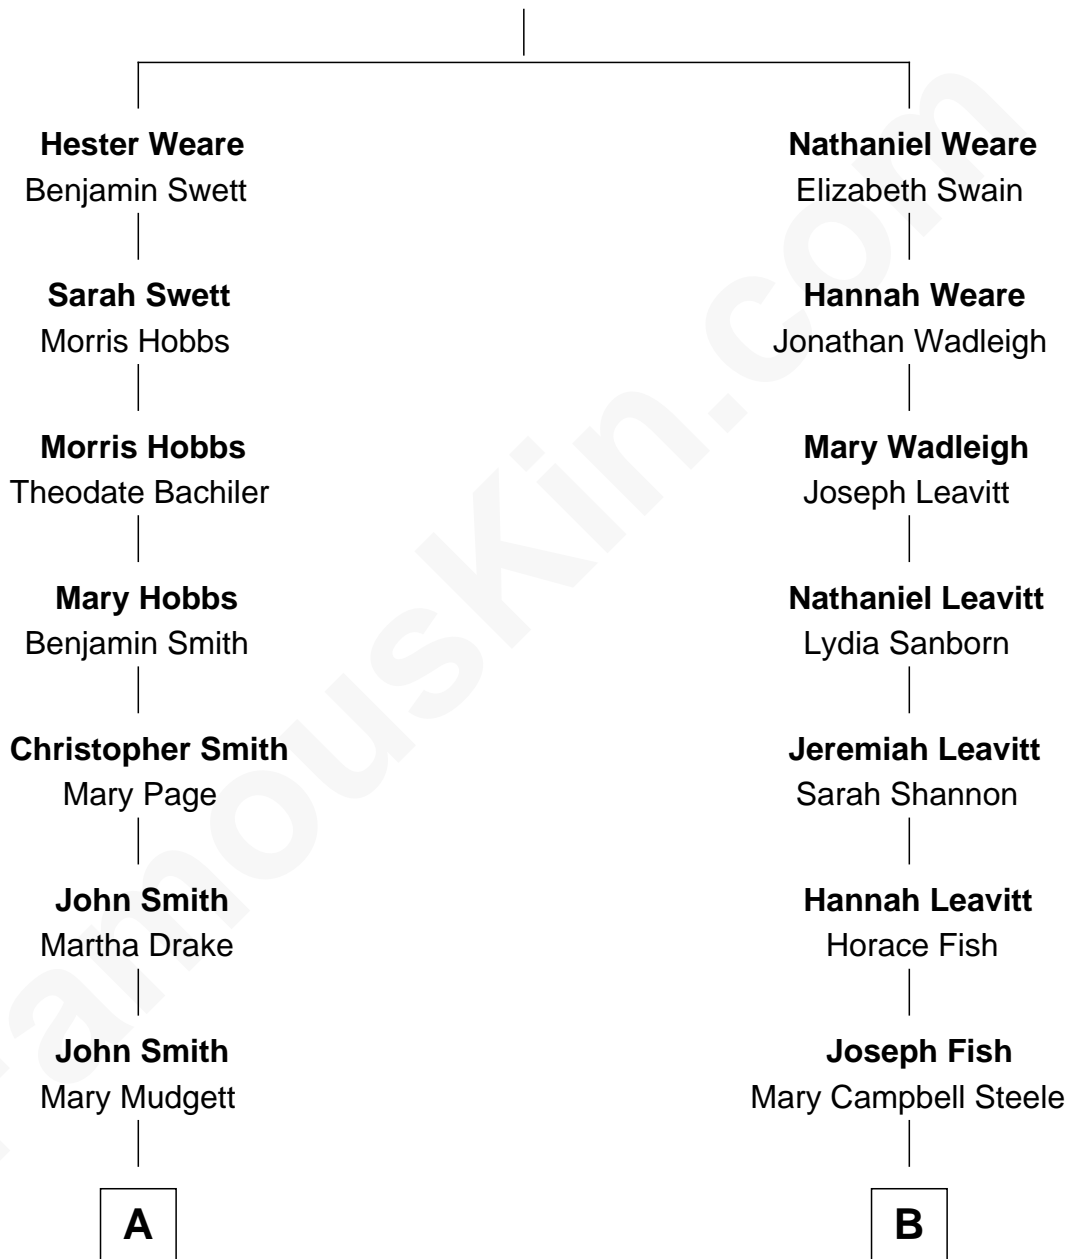 Hester Weare
Benjamin Swett
Sarah Swett
Morris Hobbs
Morris Hobbs
Theodate Bachiler
Mary Hobbs
Benjamin Smith
Christopher Smith
Mary Page
John Smith
Martha Drake
John Smith
Mary Mudgett
A
Nathaniel Weare
Elizabeth Swain
Hannah Weare
Jonathan Wadleigh
Mary Wadleigh
Joseph Leavitt
Nathaniel Leavitt
Lydia Sanborn
Jeremiah Leavitt
Sarah Shannon
Hannah Leavitt
Horace Fish
Joseph Fish
Mary Campbell Steele
B
FamousKin.com